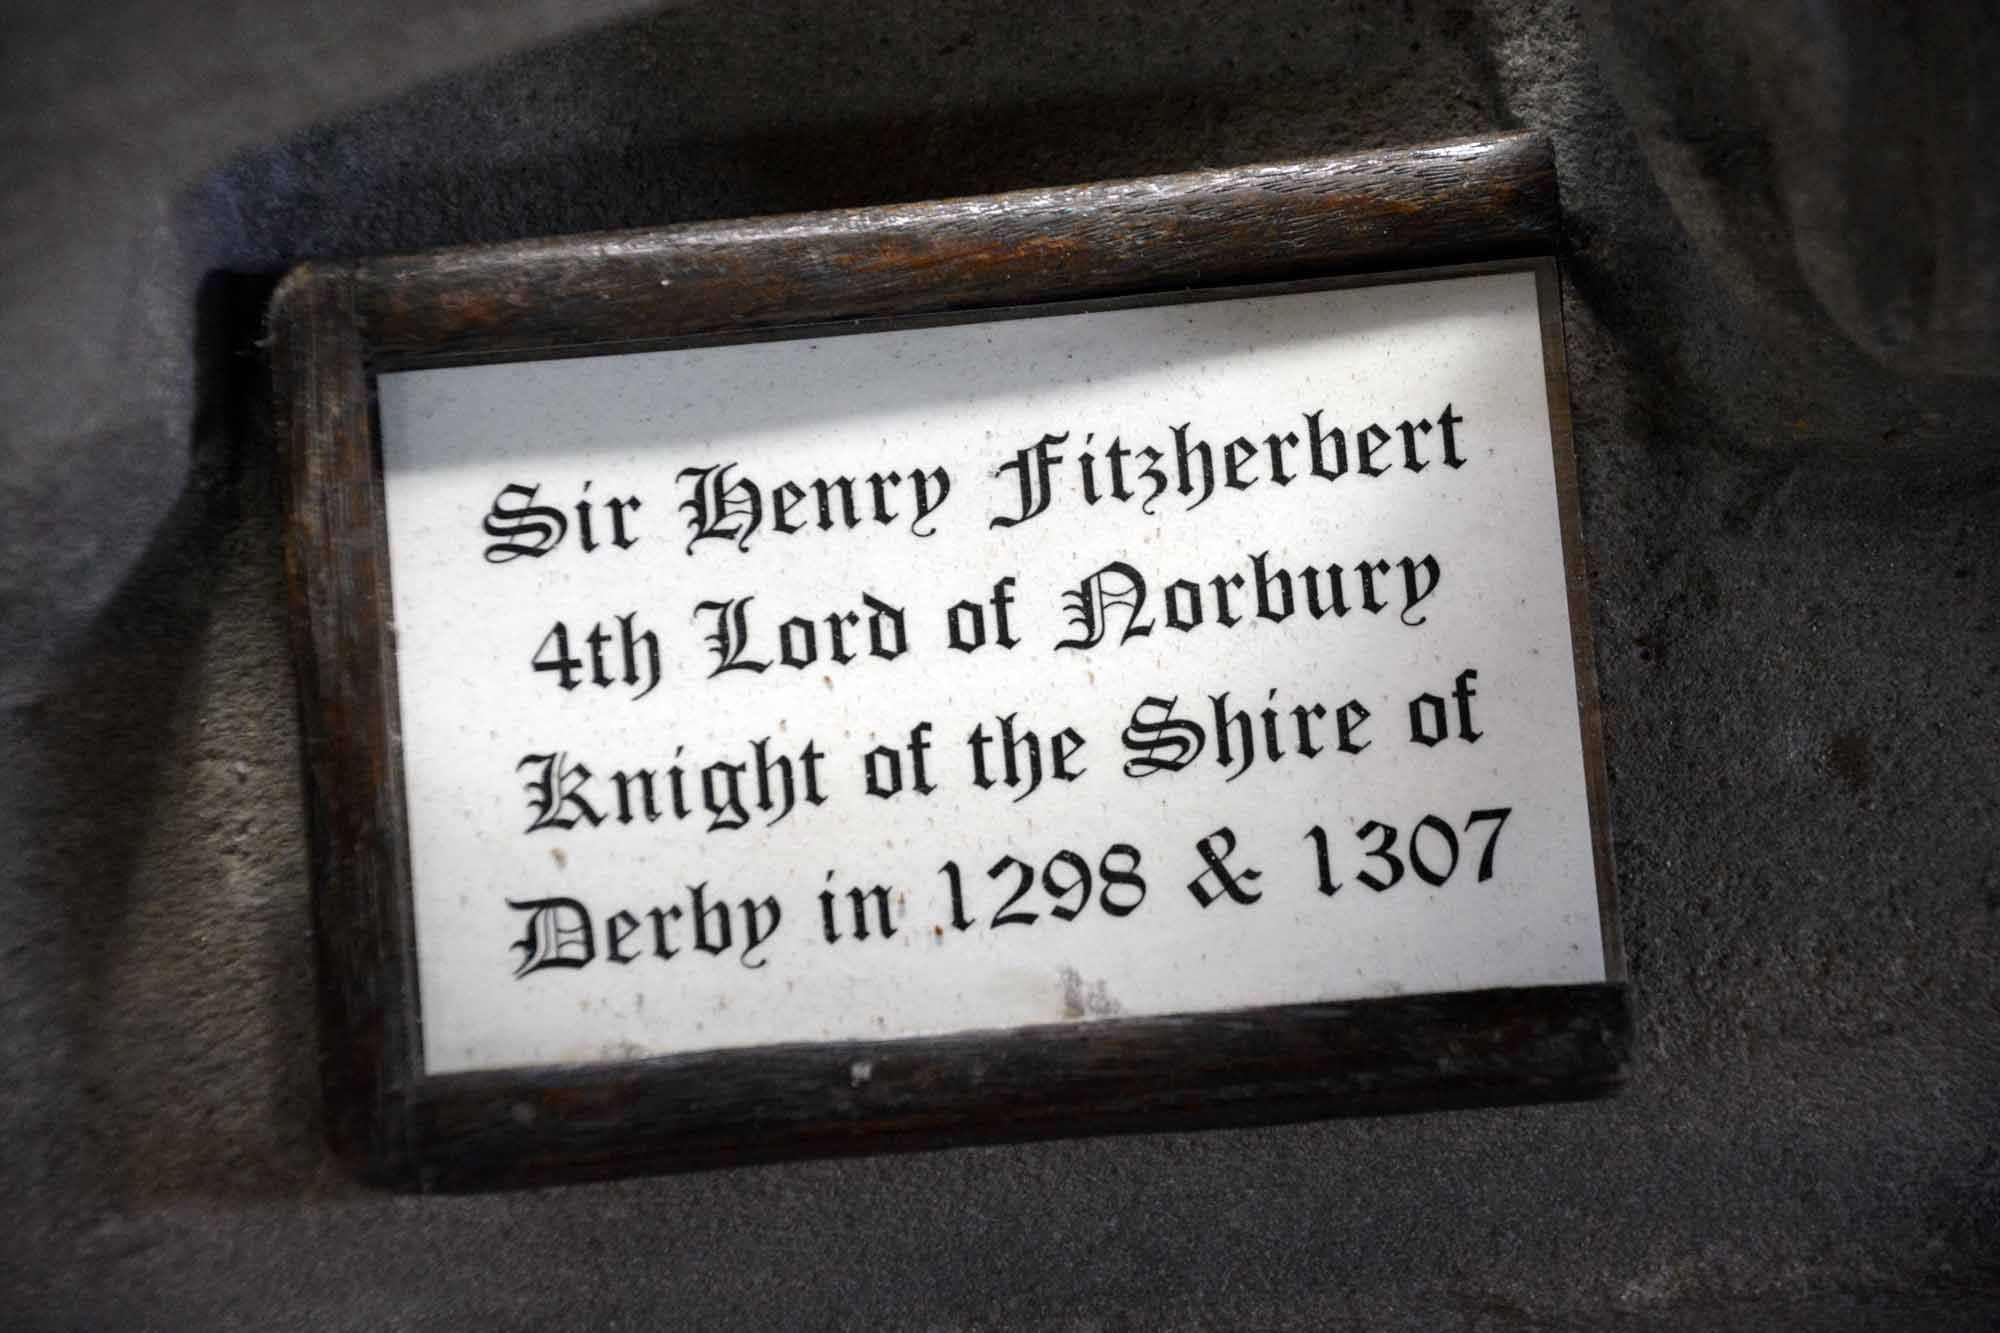 Sir Henry Fitzherbert
4th Lord of Norbury
Knight of the Shire of
Derby in 1298 & 1307